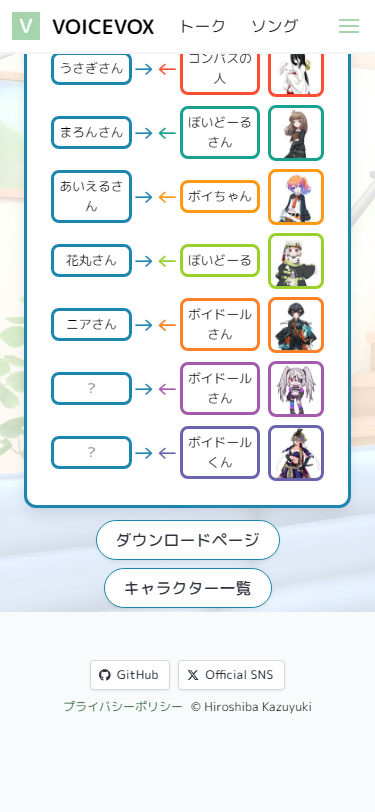 VOICEVOX トーク ソング
うさぎさん → ← コンパスの
人
まろんさん → ← ぼいどーる
さん
あいえるさ
ん → ← ボイちゃん
花丸さん → ← ぼいどーる
ニアさん → ← ボイドール
さん
? → ← ボイドール
さん
? → ← ボイドール
くん
ダウンロードページ
キャラクター一覧
GitHub Official SNS
プライバシーポリシー © Hiroshiba Kazuyuki